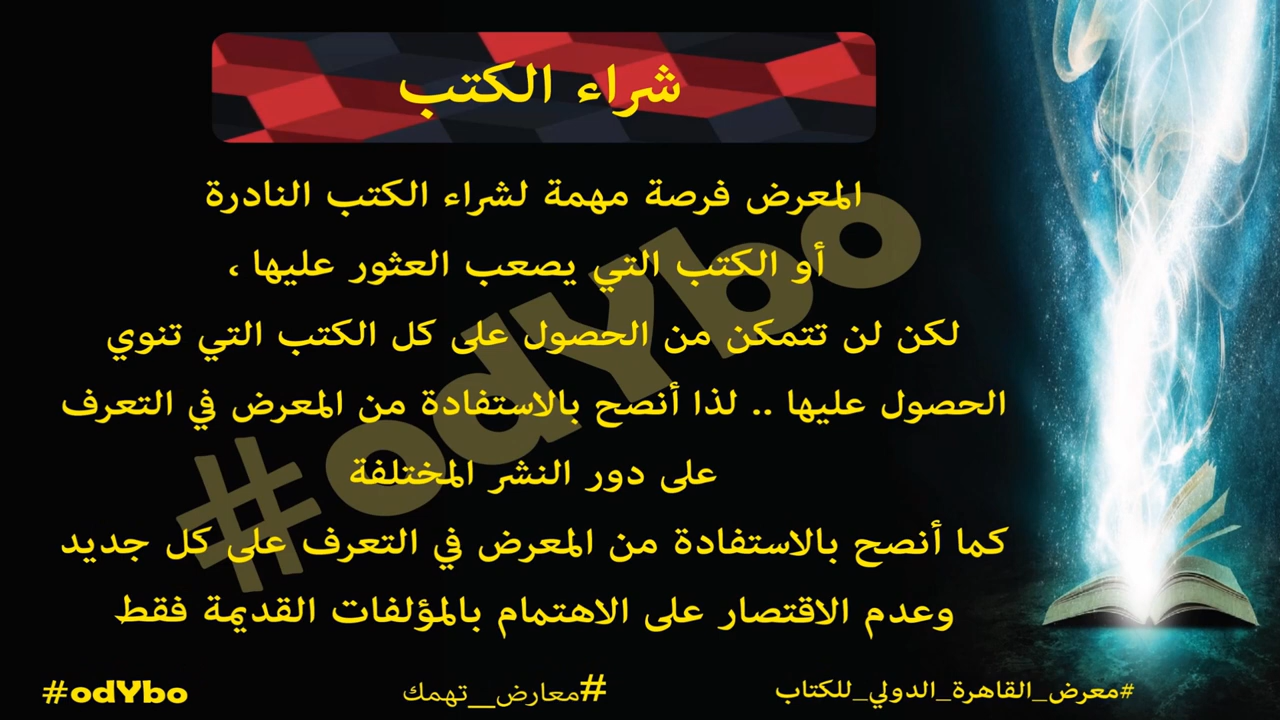 شراء الكتب
المعرض فرصة مهمة لشراء الكتب النادرة
أو الكتب التي يصعب العثور عليها ،
لكن لن تتمكن من الحصول على كل الكتب التي تنوي
الحصول عليها .. لذا أنصح بالاستفادة من المعرض في التعرف
على دور النشر المختلفة
كما أنصح بالاستفادة من المعرض في التعرف على كل جديد
وعدم الاقتصار على الاهتمام بالمؤلفات القديمة فقط
#odYbo
#معرض_القاهرة_الدولي_للكتاب
#معارض__تهمك
#odYbo